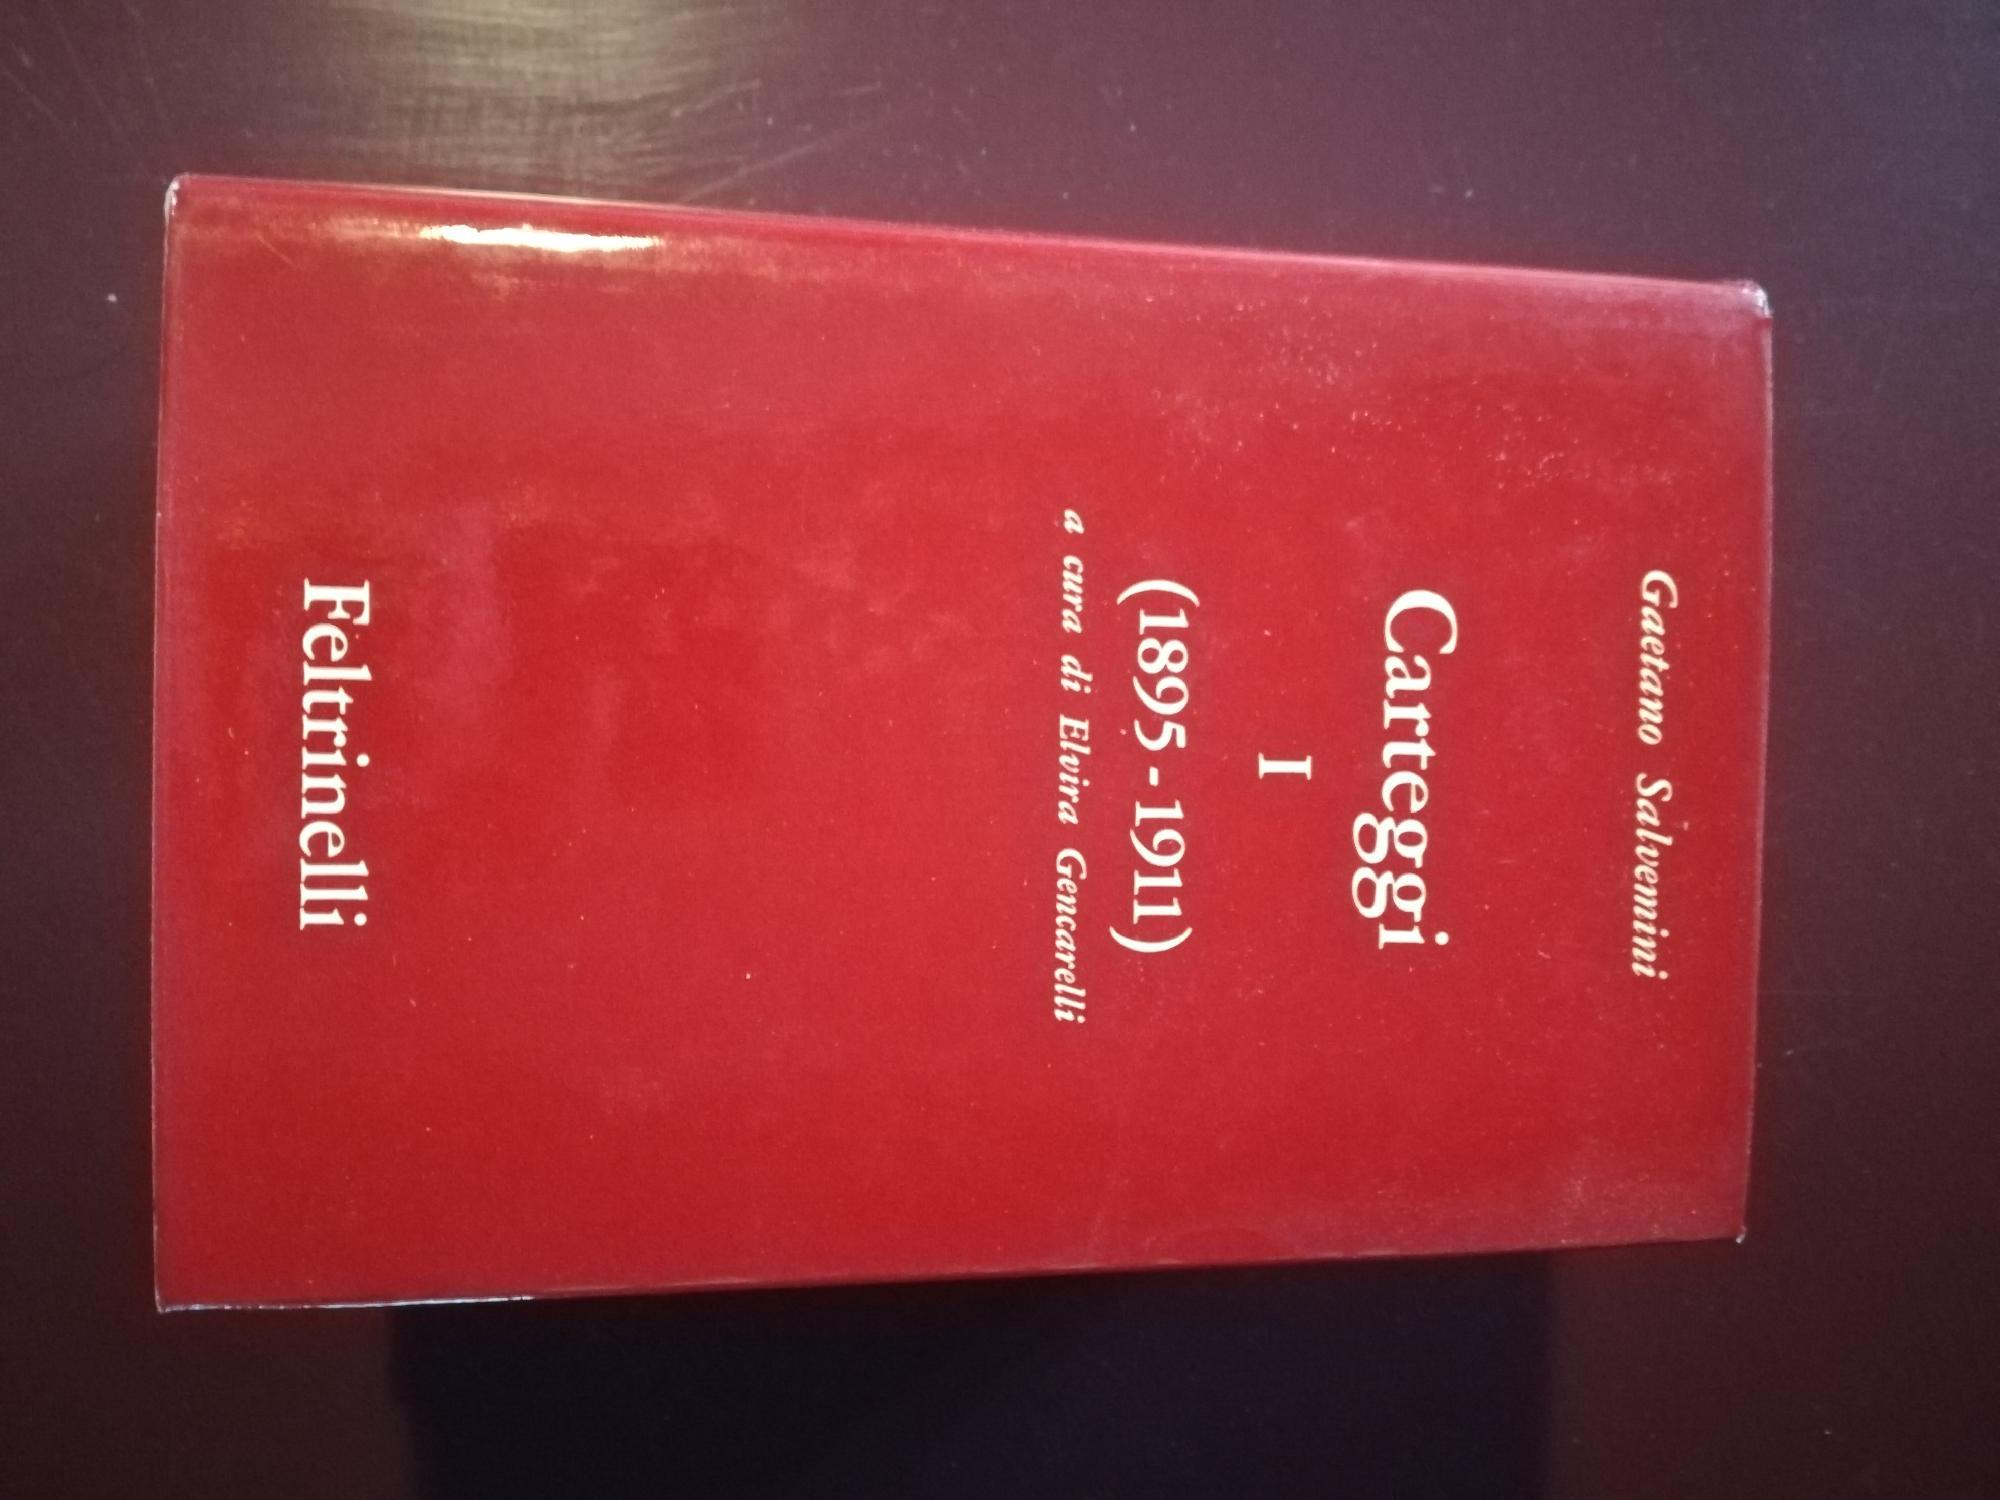 Gaetano Salvemini
Carteggi
I
(1895-1911)
a cura di Elvira Gencarelli
Feltrinelli